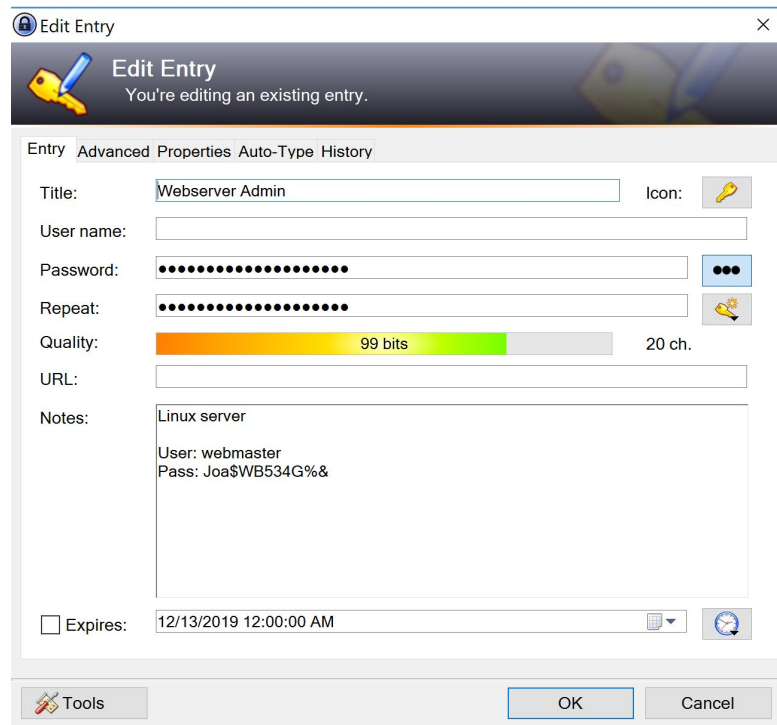 Edit Entry
Edit Entry
You're editing an existing entry.
Entry Advanced Properties Auto-Type History
Title: Webserver Admin Icon:
User name:
Password: ●●●●●●●●●●●●●●●●●●●● ●●●
Repeat: ●●●●●●●●●●●●●●●●●●●●
Quality: 99 bits 20 ch.
URL:
Notes: Linux server
User: webmaster
Pass: Joa$WB534G%&
Expires: 12/13/2019 12:00:00 AM
Tools OK Cancel